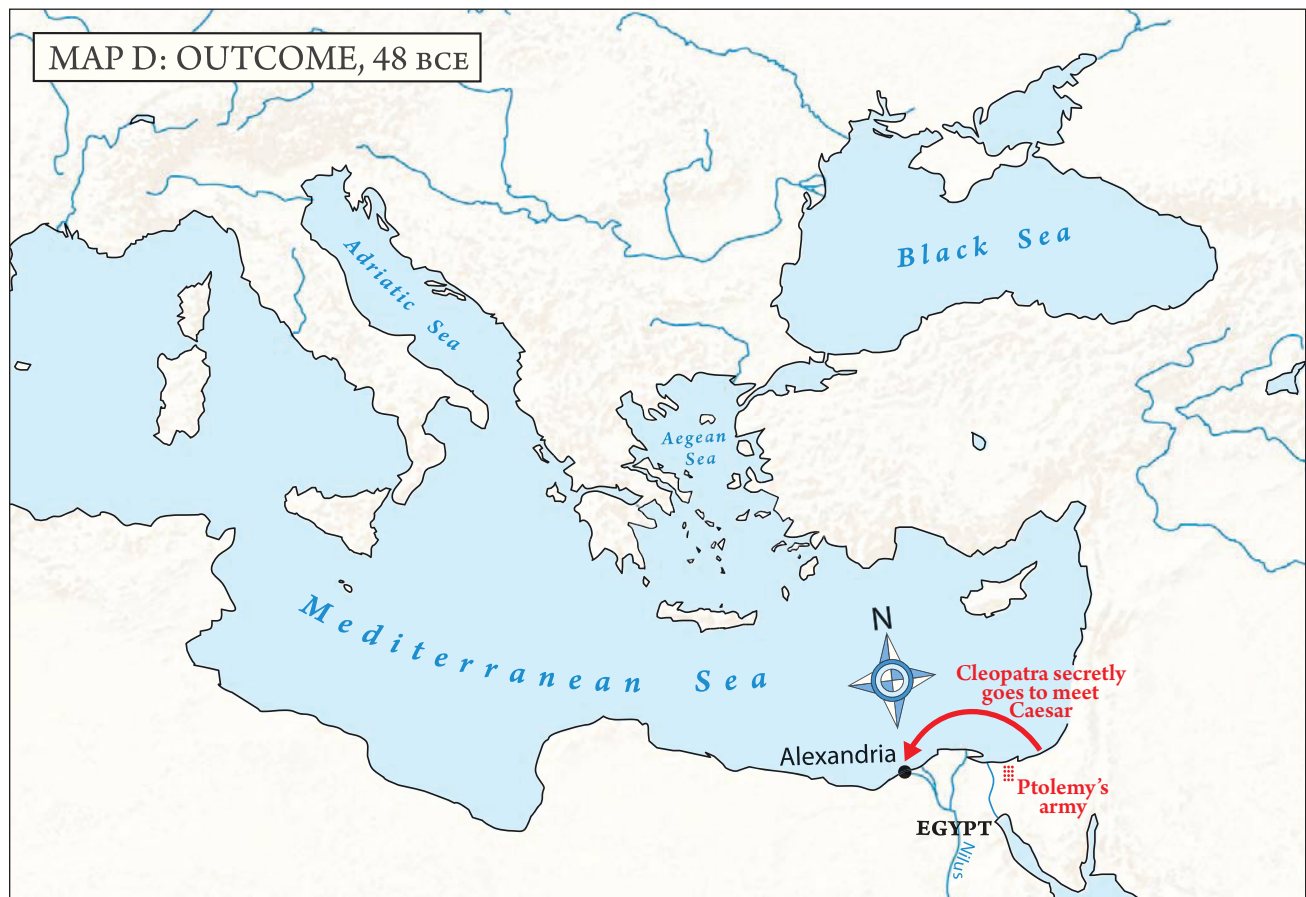 MAP D: OUTCOME, 48 BCE
Black Sea
Adriatic Sea
Aegean
Sea
Mediterranean Sea
N
Cleopatra secretly
goes to meet
Caesar
Alexandria
Ptolemy's
army
EGYPT
Nilus